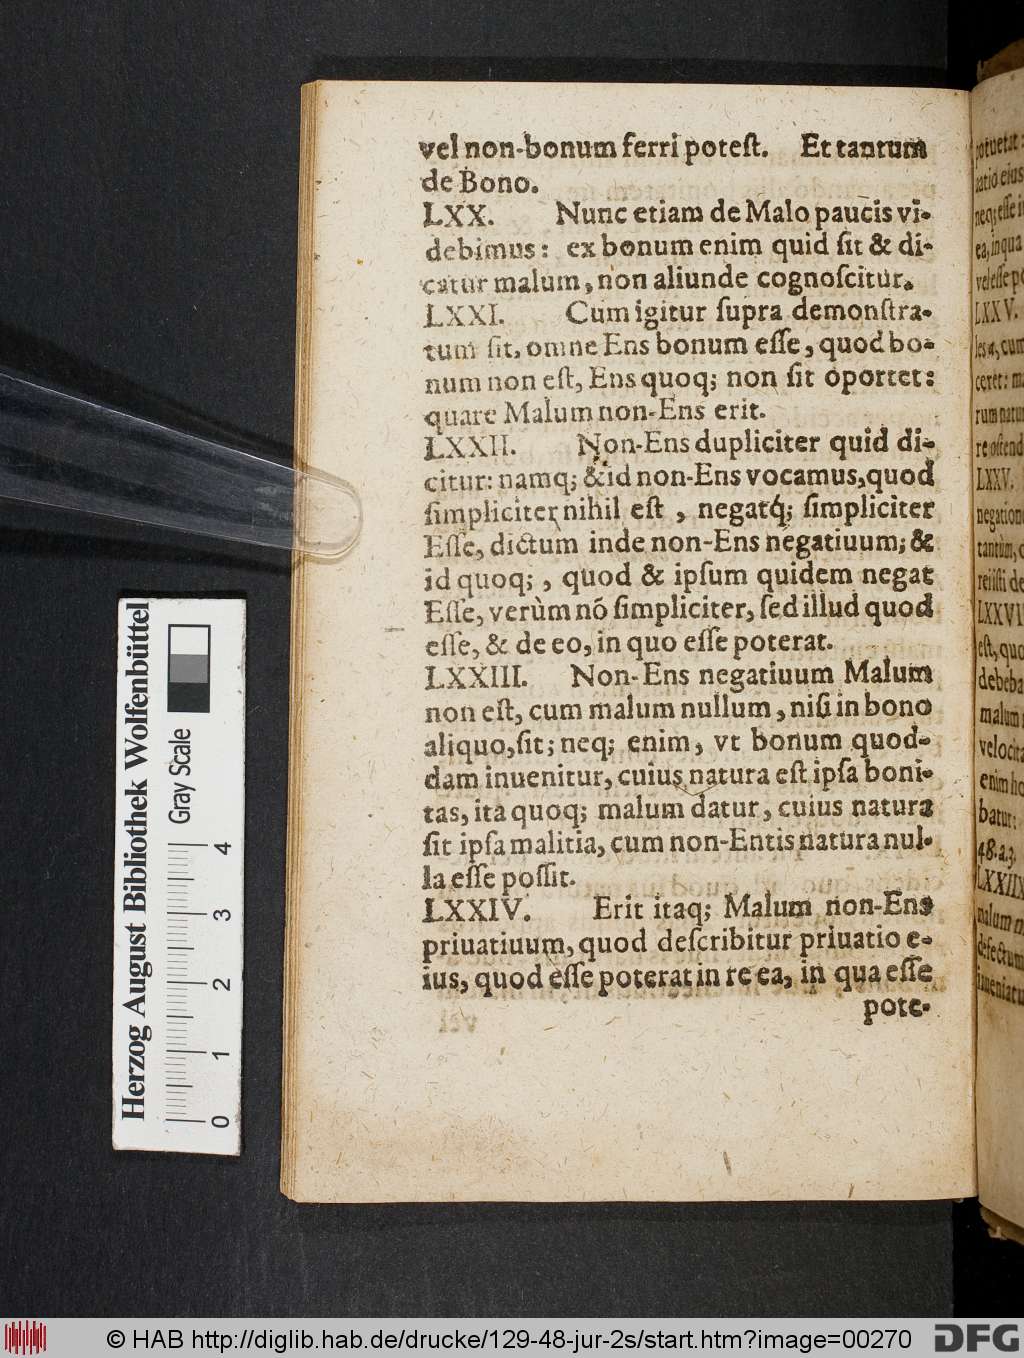 vel non-bonum ferri poteſt. Et tantum
de Bono.
LXX. Nunc etiam de Malo paucis vi-
debimus: ex bonum enim quid ſit & di-
catur malum, non aliunde cognoſcitur.
LXXI. Cum igitur ſupra demonſtra-
tum ſit, omne Ens bonum eſſe, quod bo-
num non eſt, Ens quoq; non ſit oportet:
quare Malum non-Ens erit.
LXXII. Non-Ens dupliciter quid di-
citur: namq; & id non-Ens vocamus, quod
ſimpliciter nihil eſt, negatq́; ſimpliciter
Eſſe, dictum inde non-Ens negatiuum; &
id quoq;, quod & ipſum quidem negat
Eſſe, verùm nõ ſimpliciter, ſed illud quod
eſſe, & de eo, in quo eſſe poterat.
LXXIII. Non-Ens negatiuum Malum
non eſt, cum malum nullum, niſi in bono
aliquo, ſit; neq; enim, vt bonum quod-
dam inuenitur, cuius natura eſt ipſa boni-
tas, ita quoq; malum datur, cuius natura
ſit ipſa malitia, cum non-Entis natura nul-
la eſſe poſſit.
LXXIV. Erit itaq; Malum non-Ens
priuatiuum, quod deſcribitur priuatio e-
ius, quod eſſe poterat in re ea, in qua eſſe
pote-
Herzog August Bibliothek Wolfenbüttel
Gray Scale
0 1 2 3 4
LXXV.
LXXV.
negation
© HAB http://diglib.hab.de/drucke/129-48-jur-2s/start.htm?image=00270
DFG